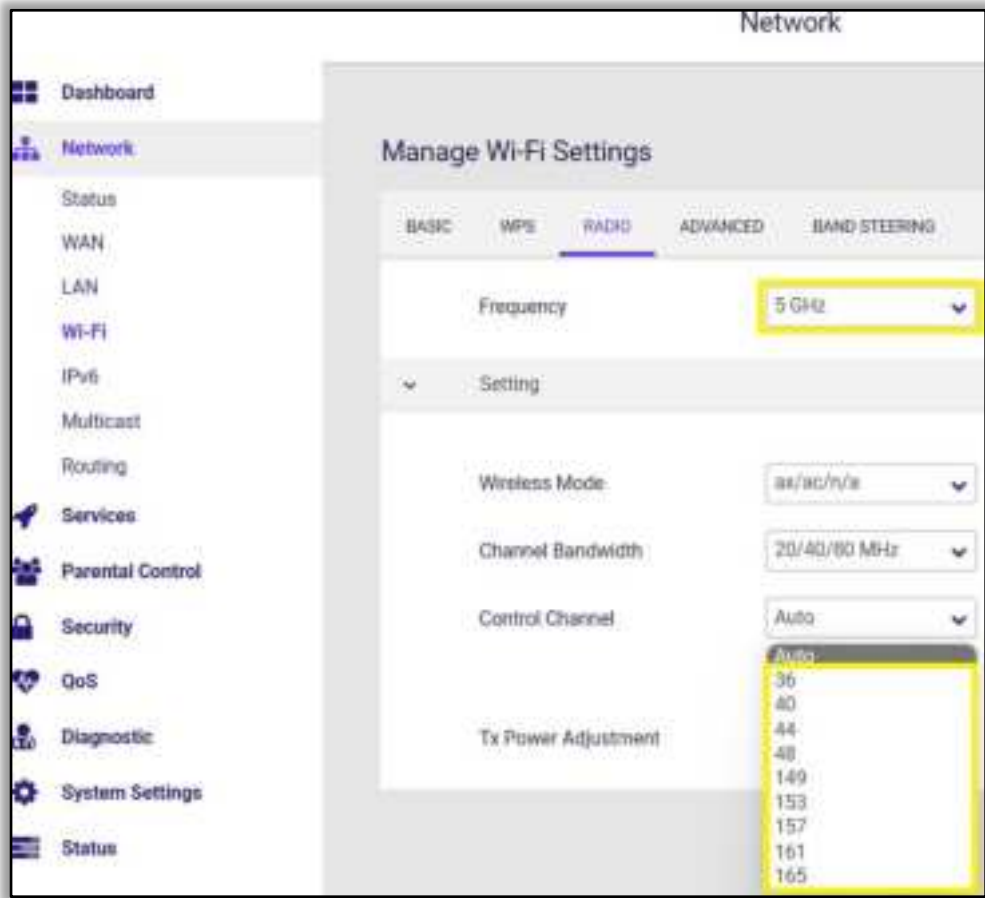 Network
Dashboard
Network
Status
WAN
LAN
Wi-Fi
IPv6
Multicast
Routing
Services
Parental Control
Security
QoS
Diagnostic
System Settings
Status
Manage Wi-Fi Settings
BASIC WPS RADIO ADVANCED BAND STEERING
Frequency 5 GHz
Setting
Wireless Mode ax/ac/n/a
Channel Bandwidth 20/40/80 MHz
Control Channel Auto
Auto
36
40
44
48
149
153
157
161
165
Tx Power Adjustment